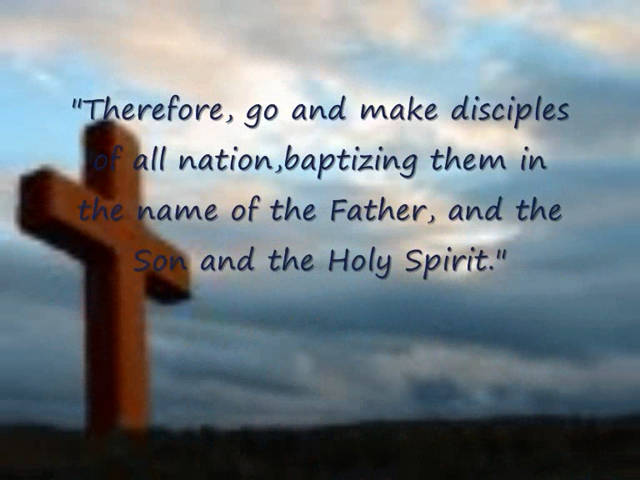 "Therefore, go and make disciples
of all nation,baptizing them in
the name of the Father, and the
Son and the Holy Spirit."